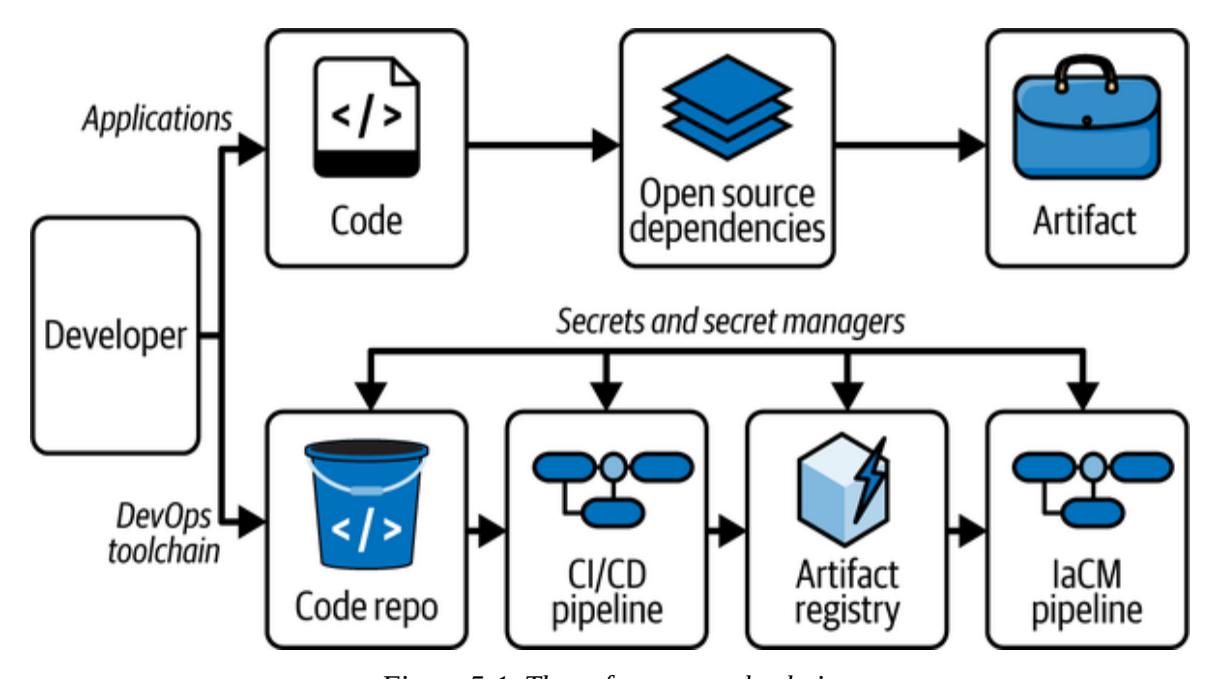 Applications
</>
Code
Open source
dependencies
Artifact
Developer
Secrets and secret managers
DevOps
toolchain
</>
Code repo
CI/CD
pipeline
Artifact
registry
IaCM
pipeline